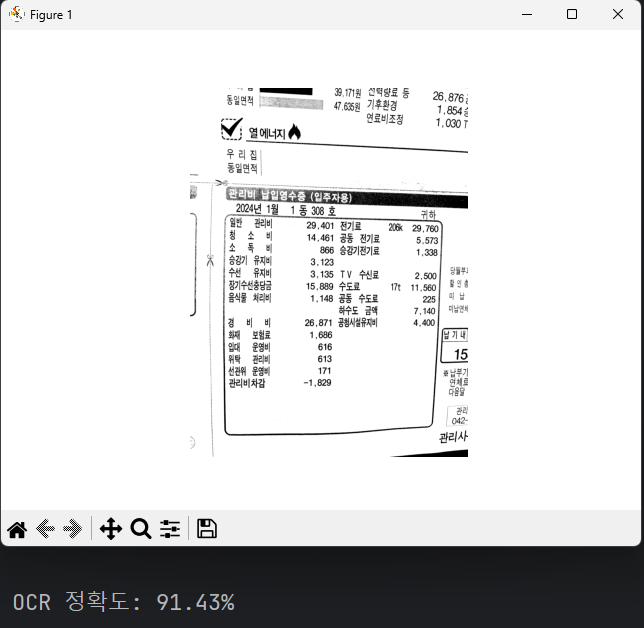 Figure 1
39,171원 선택량료 등 26,876
동일면적 47,635원 기후환경 1,854
연료비조정 1,030 T
열에너지
우 리 집
동일면적
관리비 납입영수증 (입주자용)
2024년 1월 1 동 308 호 귀하
일반 관리비 29,401 전기료 206k 29,760
청 소 비 14,461 공동 전기료 5,573
소 독 비 866 승강기전기료 1,338
승강기 유지비 3,123
수선 유지비 3,135 TV 수신료 2,500
장기수선충당금 15,889 수도료 17t 11,560
음식물 처리비 1,148 공동 수도료 225
하수도 금액 7,140
경 비 비 26,871 공청시설유지비 4,400
화재 보험료 1,686
임대 운영비 616
위탁 관리비 613
선관위 운영비 171
관리비차감 -1,829
당월부
할 인
미 납
미납연체
납 기 내
15
※ 납부기
연체료
다음달
관리
042-
관리사
OCR 정확도: 91.43%